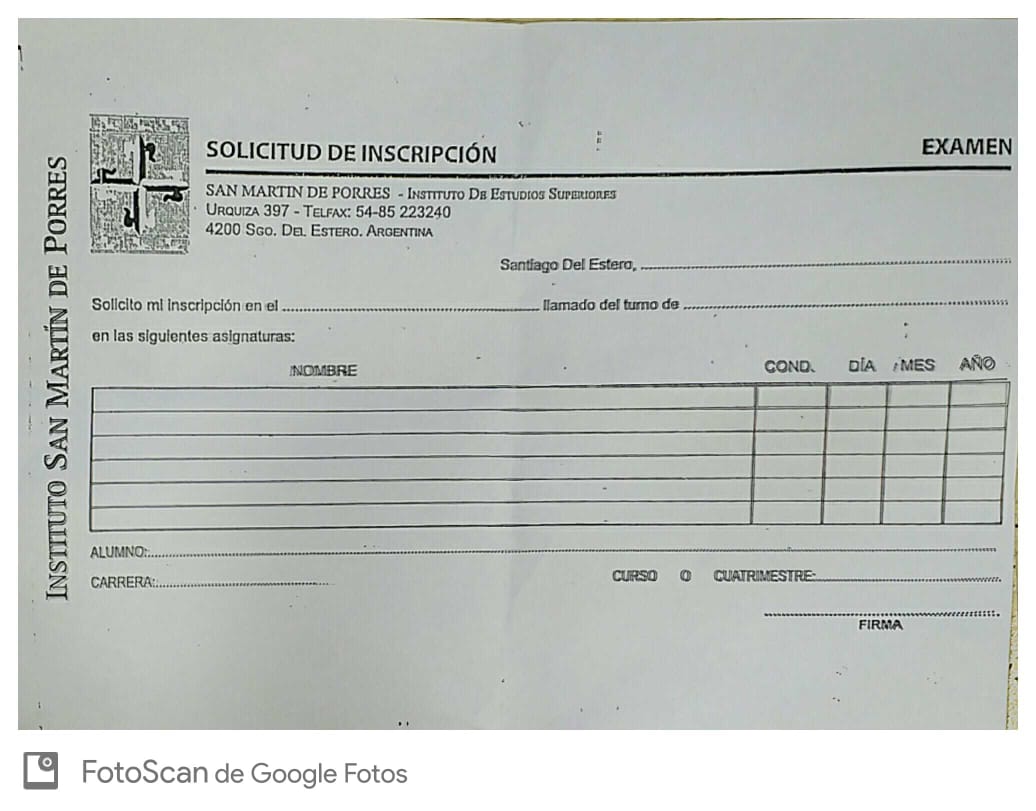 INSTITUTO SAN MARTÍN DE PORRES
SOLICITUD DE INSCRIPCIÓN
EXAMEN
SAN MARTIN DE PORRES - INSTITUTO DE ESTUDIOS SUPERIORES
URQUIZA 397 - TELFAX: 54-85 223240
4200 SGO. DEL ESTERO. ARGENTINA
Santiago Del Estero,
Solicito mi inscripción en el llamado del turno de
en las siguientes asignaturas:
NOMBRE COND. DÍA MES AÑO
ALUMNO:
CARRERA: CURSO O CUATRIMESTRE
FIRMA
FotoScan de Google Fotos